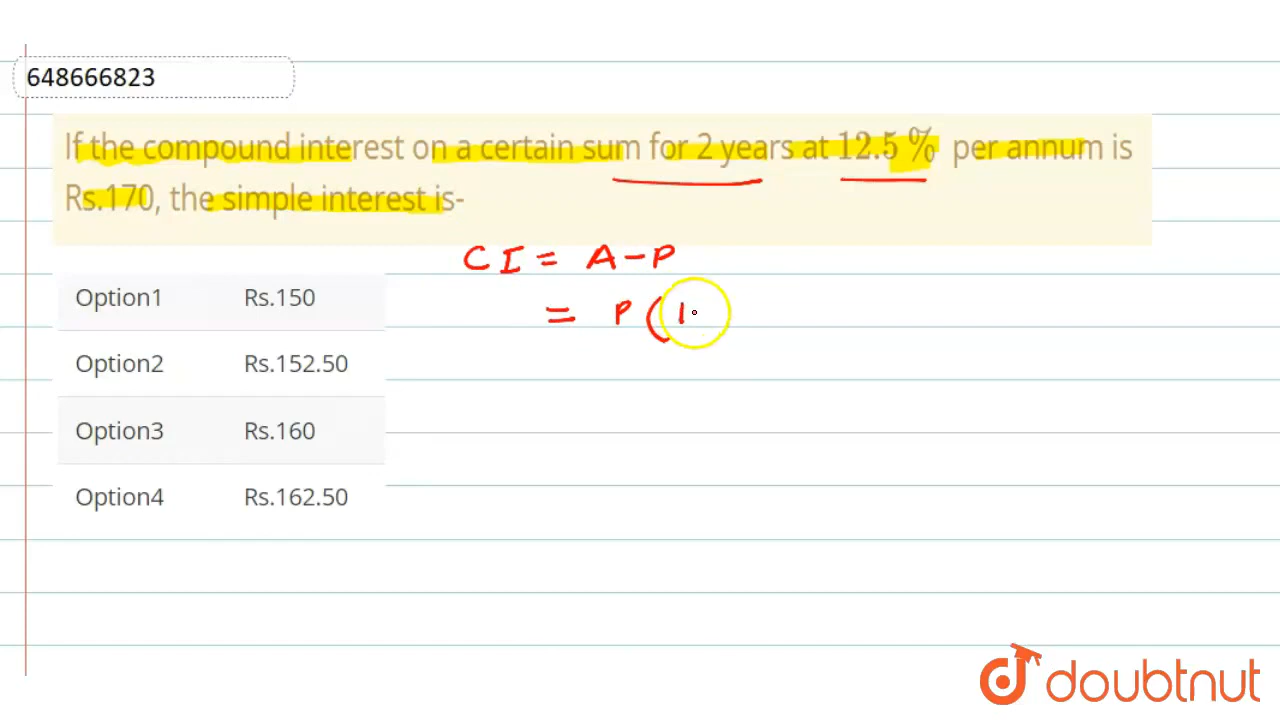 648666823
If the compound interest on a certain sum for 2 years at 12.5 % per annum is
Rs.170, the simple interest is-
CI = A-P
= P (1
Option1 Rs.150
Option2 Rs.152.50
Option3 Rs.160
Option4 Rs.162.50
doubtnut